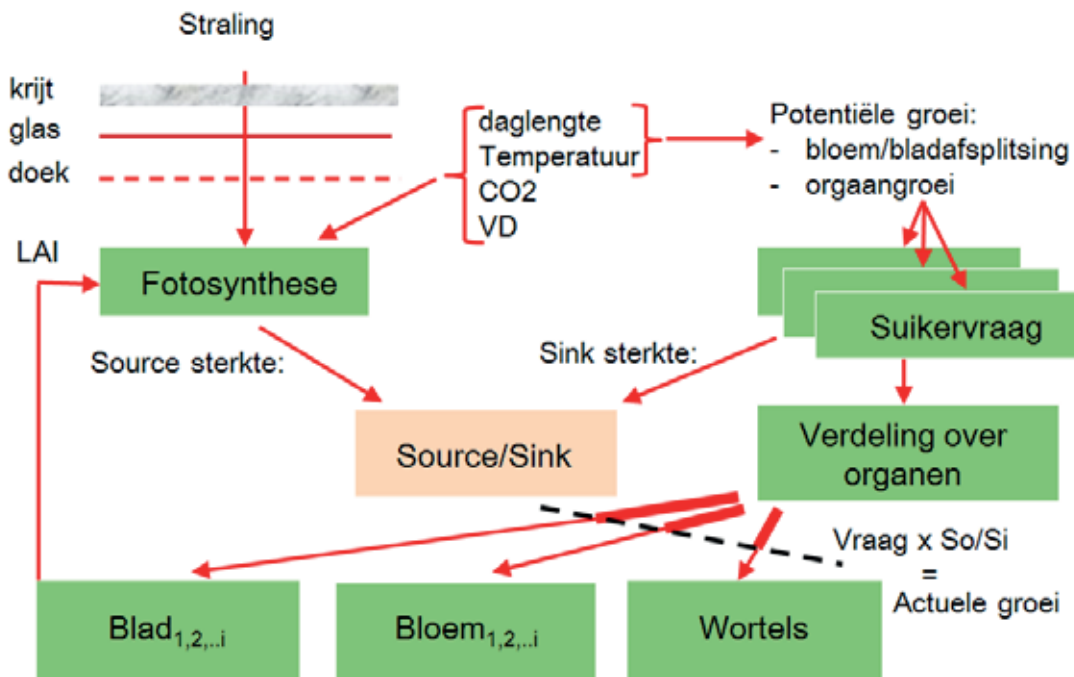 Straling
krijt
glas
doek
daglengte
Temperatuur
CO2
VD
Potentiële groei:
- bloem/bladafsplitsing
- orgaangroei
LAI
Fotosynthese
Suikervraag
Source sterkte:
Sink sterkte:
Source/Sink
Verdeling over
organen
Vraag x So/Si
=
Actuele groei
Blad1,2,..i
Bloem1,2,..i
Wortels